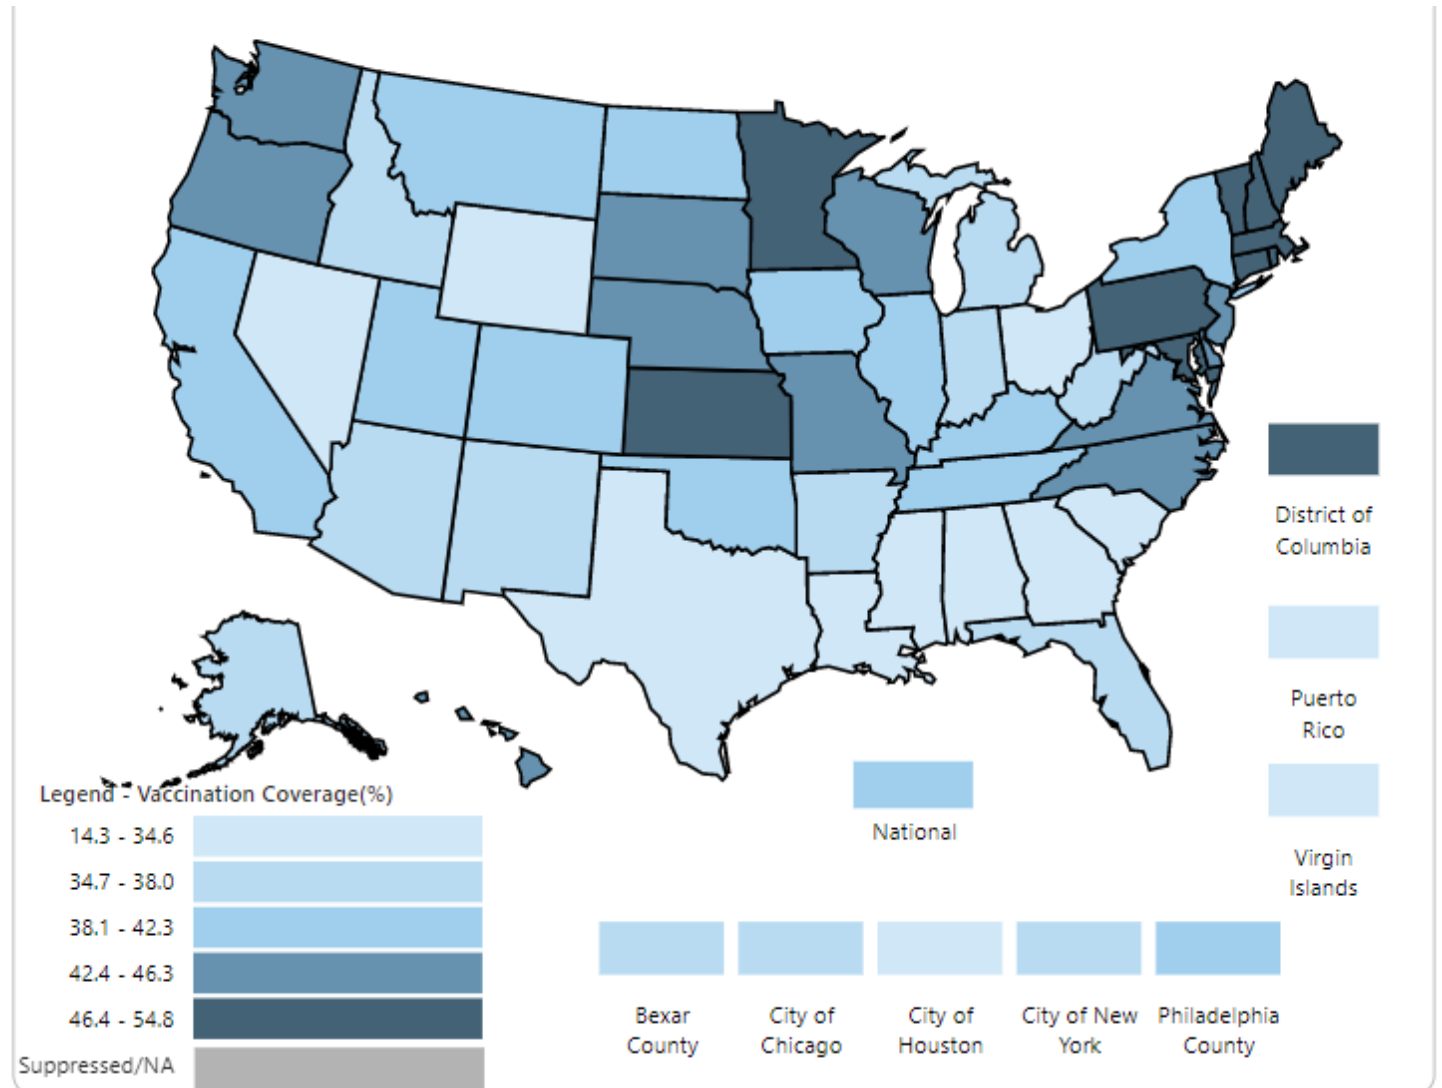 District of
Columbia
Puerto
Rico
National
Virgin
Islands
Legend - Vaccination Coverage(%)
14.3 - 34.6
34.7 - 38.0
38.1 - 42.3
42.4 - 46.3
46.4 - 54.8
Suppressed/NA
Bexar
County
City of
Chicago
City of
Houston
City of New
York
Philadelphia
County